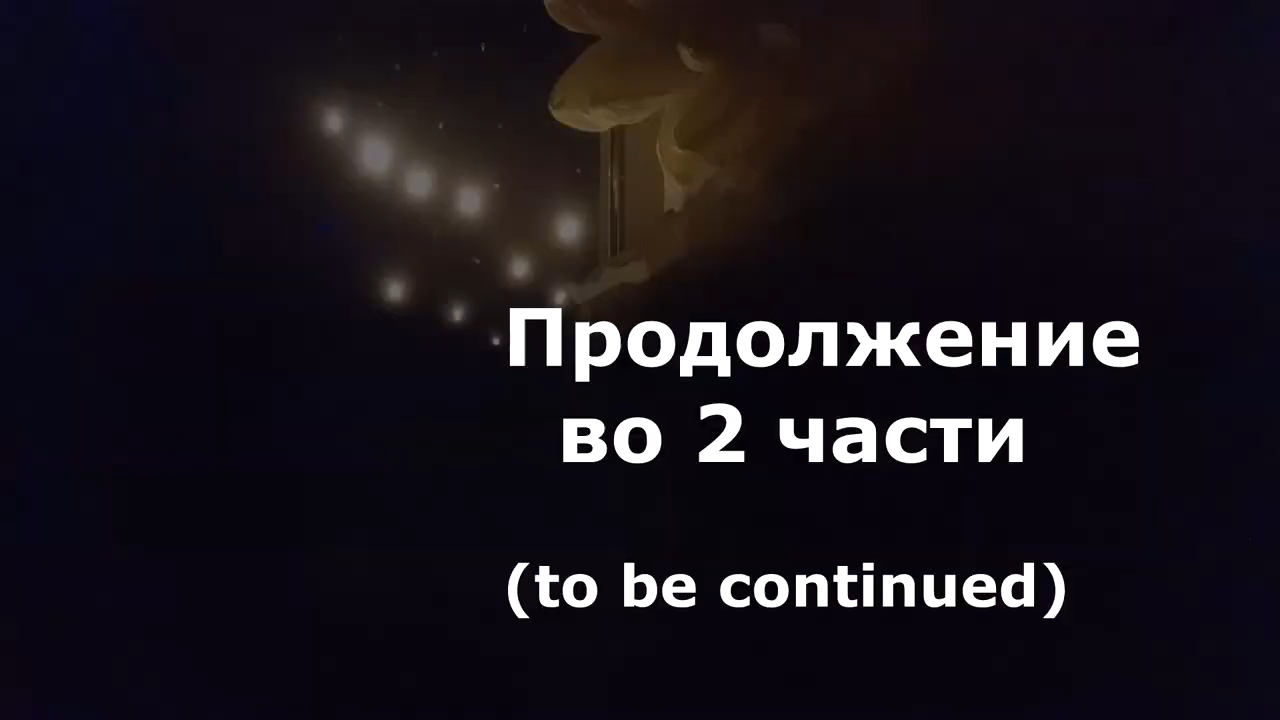 Продолжение
во 2 части
(to be continued)